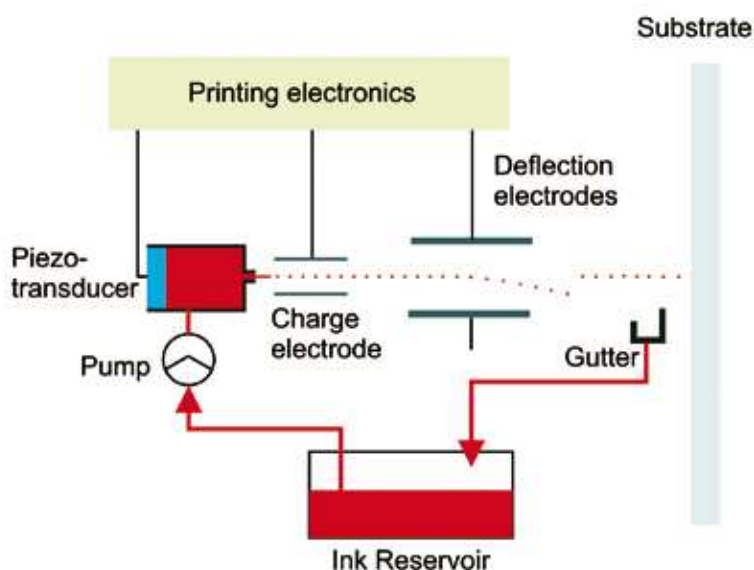 Substrate
Printing electronics
Deflection
electrodes
Piezo-
transducer
Charge
electrode
Pump
Gutter
Ink Reservoir